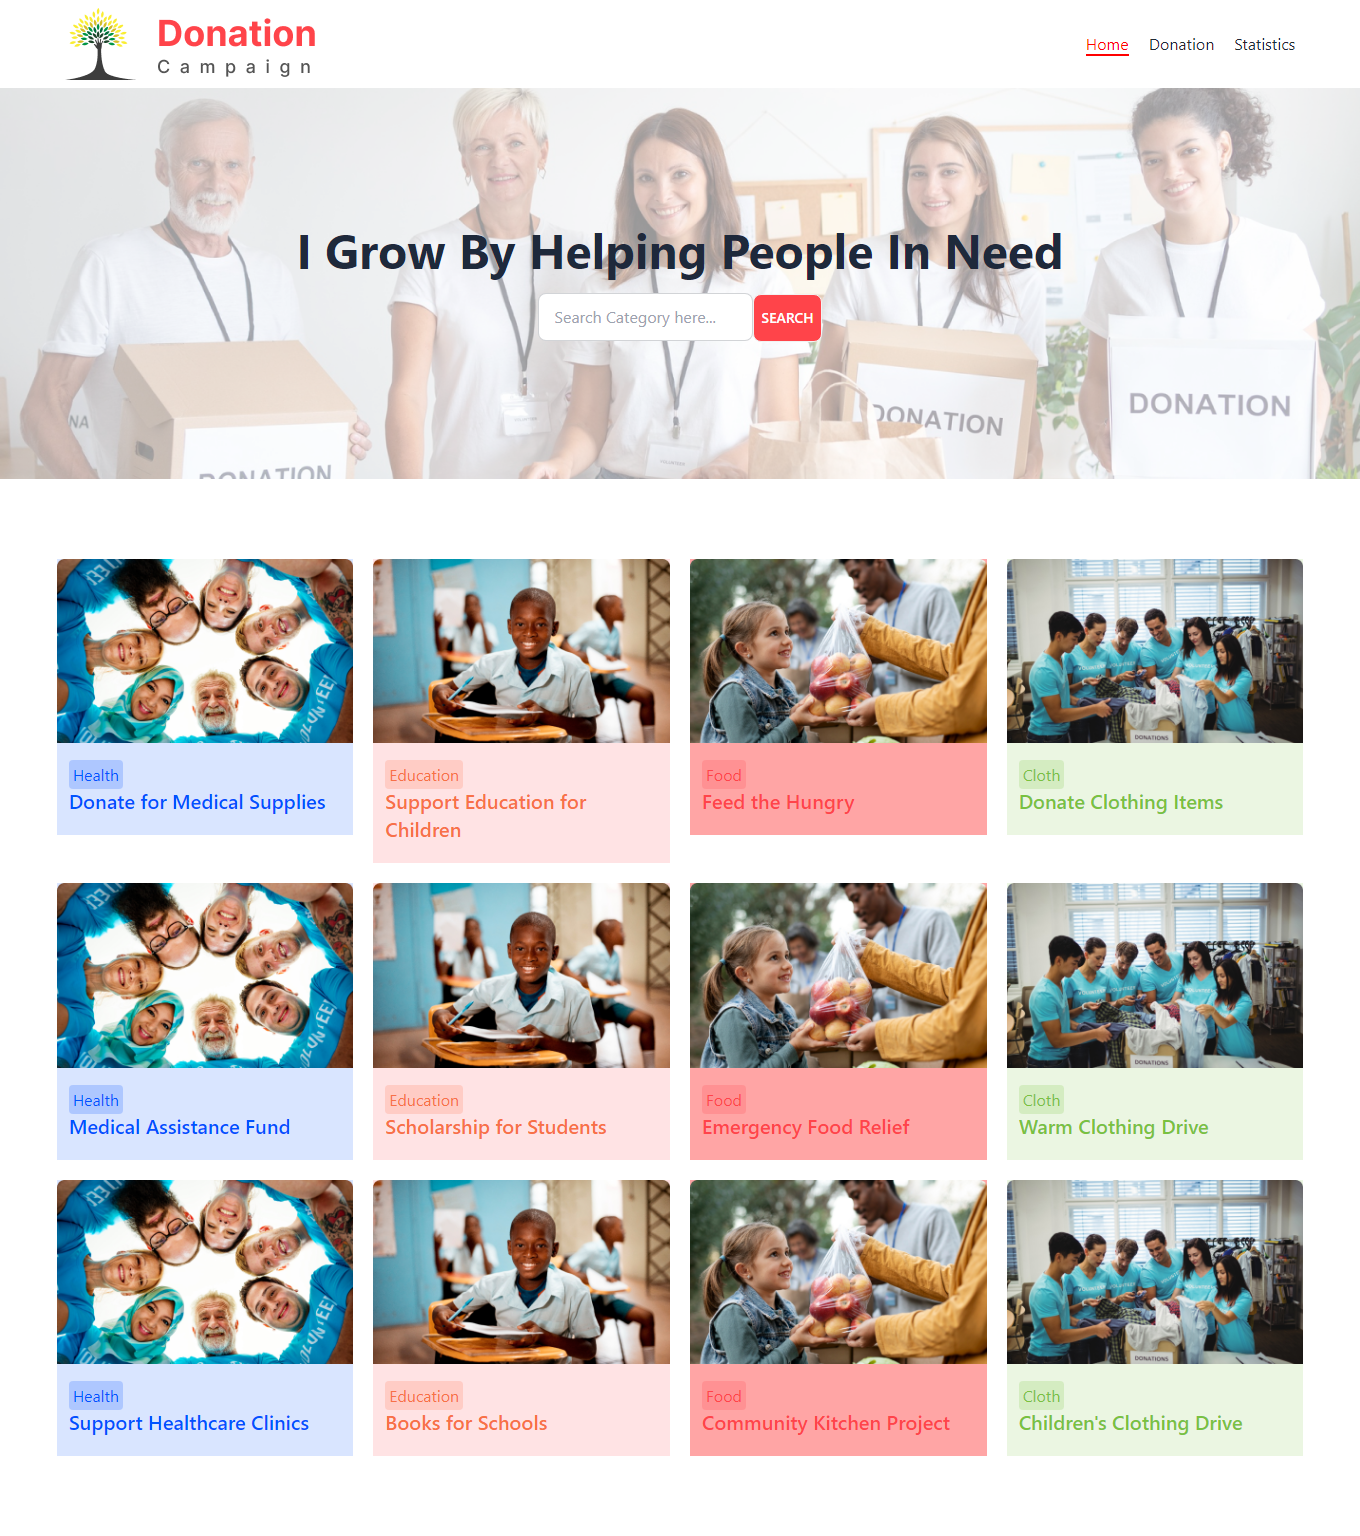 Donation
Campaign
Home
Donation
Statistics
I Grow By Helping People In Need
Search Category here...
SEARCH
DONATION
DONATION
DONATION
Health
Donate for Medical Supplies
Education
Support Education for
Children
Food
Feed the Hungry
Cloth
Donate Clothing Items
DONATIONS
Health
Medical Assistance Fund
Education
Scholarship for Students
Food
Emergency Food Relief
Cloth
Warm Clothing Drive
DONATIONS
Health
Support Healthcare Clinics
Education
Books for Schools
Food
Community Kitchen Project
Cloth
Children's Clothing Drive
DONATIONS